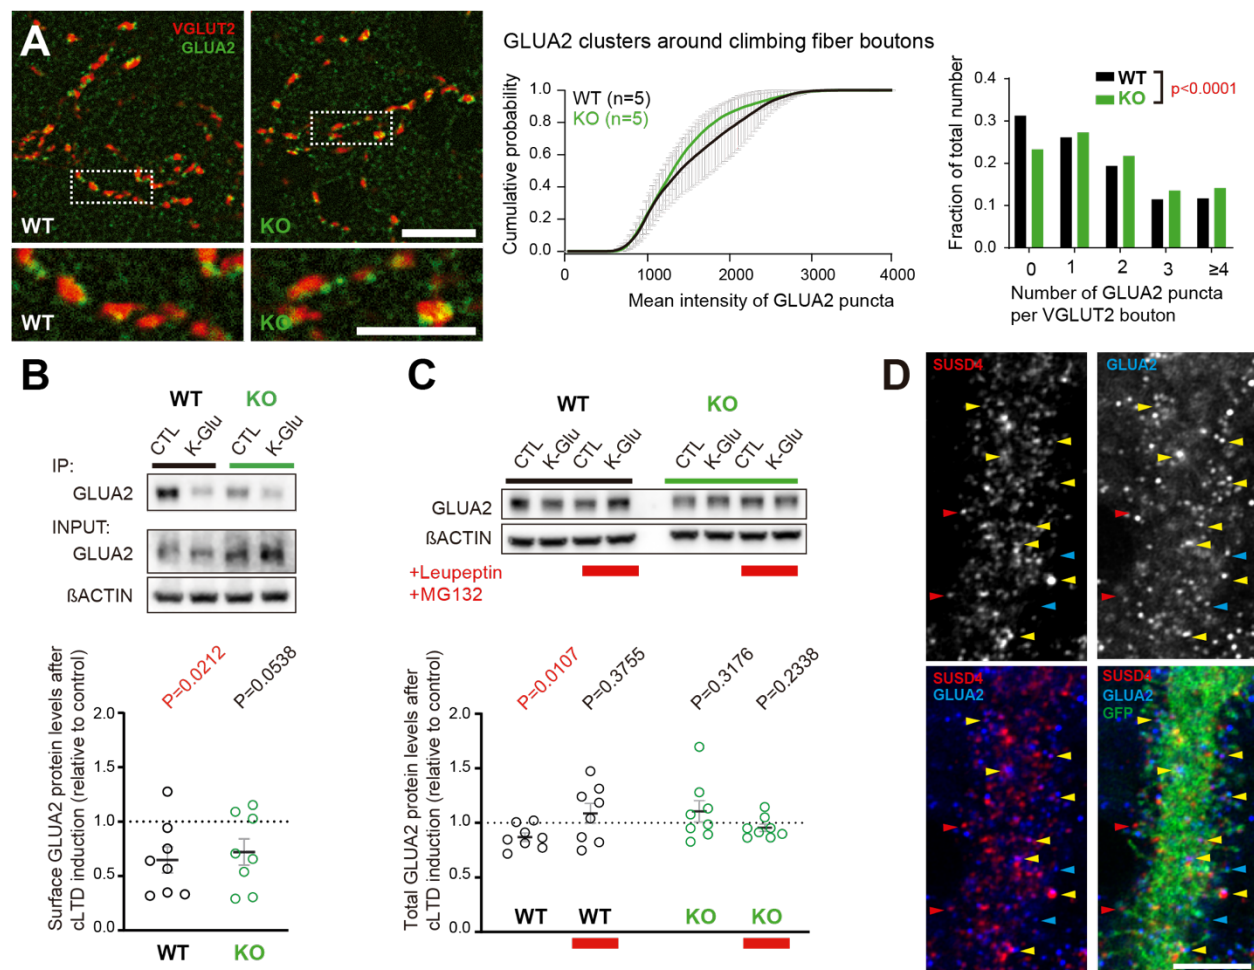 A
VGLUT2
GLUA2
WT
KO
WT
KO
GLUA2 clusters around climbing fiber boutons
Cumulative probability
1.0
0.8
0.6
0.4
0.2
0.0
WT (n=5)
KO (n=5)
0
1000
2000
3000
4000
Mean intensity of GLUA2 puncta
Fraction of total number
0.4
0.3
0.2
0.1
0.0
WT
KO
p<0.0001
0
1
2
3
≥4
Number of GLUA2 puncta
per VGLUT2 bouton
B
WT
KO
CTL
K-Glu
CTL
K-Glu
IP:
GLUA2
INPUT:
GLUA2
ßACTIN
P=0.0212
P=0.0538
Surface GLUA2 protein levels after
cLTD induction (relative to control)
2.0
1.5
1.0
0.5
0.0
WT
KO
C
WT
KO
CTL
K-Glu
CTL
K-Glu
CTL
K-Glu
CTL
K-Glu
GLUA2
ßACTIN
+Leupeptin
+MG132
P=0.0107
P=0.3755
P=0.3176
P=0.2338
Total GLUA2 protein levels after
cLTD induction (relative to control)
2.0
1.5
1.0
0.5
0.0
WT
WT
KO
KO
D
SUSD4
GLUA2
SUSD4
GLUA2
SUSD4
GLUA2
GFP